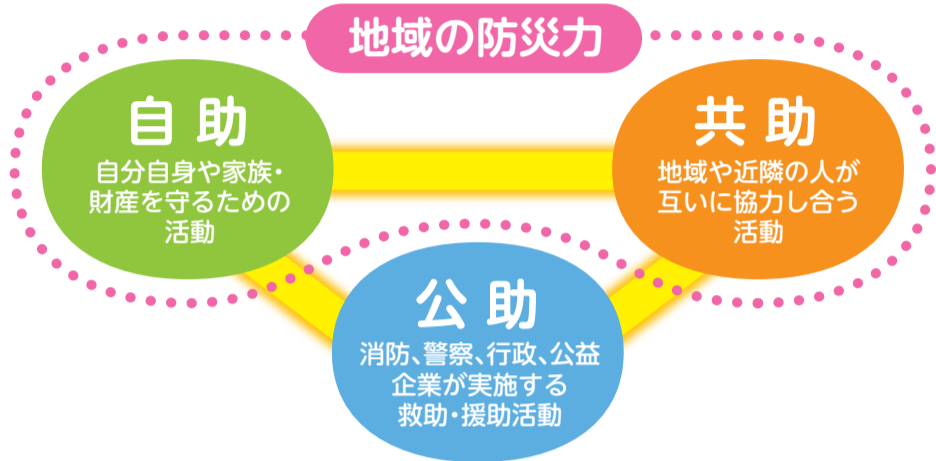 地域の防災力
自助
自分自身や家族・
財産を守るための
活動
共助
地域や近隣の人が
互いに協力し合う
活動
公助
消防、警察、行政、公益
企業が実施する
救助・援助活動